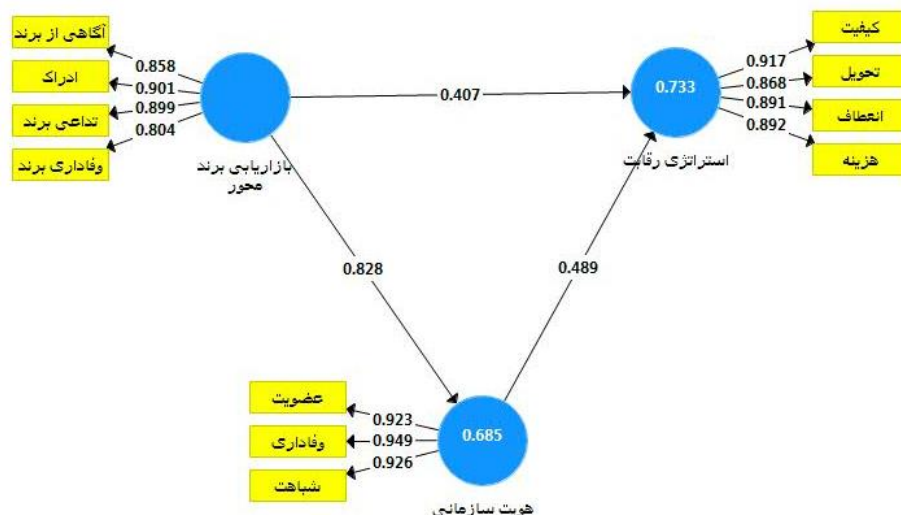 آگاهی از برند
ادراک
تداعی برند
وفاداری برند
0.858
0.901
0.899
0.804
بازاریابی برند
محور
0.407
0.733
استراتژی رقابت
0.917
0.868
0.891
0.892
کیفیت
تحویل
انعطاف
هزینه
0.828
0.489
عضویت
وفاداری
شباهت
0.923
0.949
0.926
0.685
هویت سازمانی